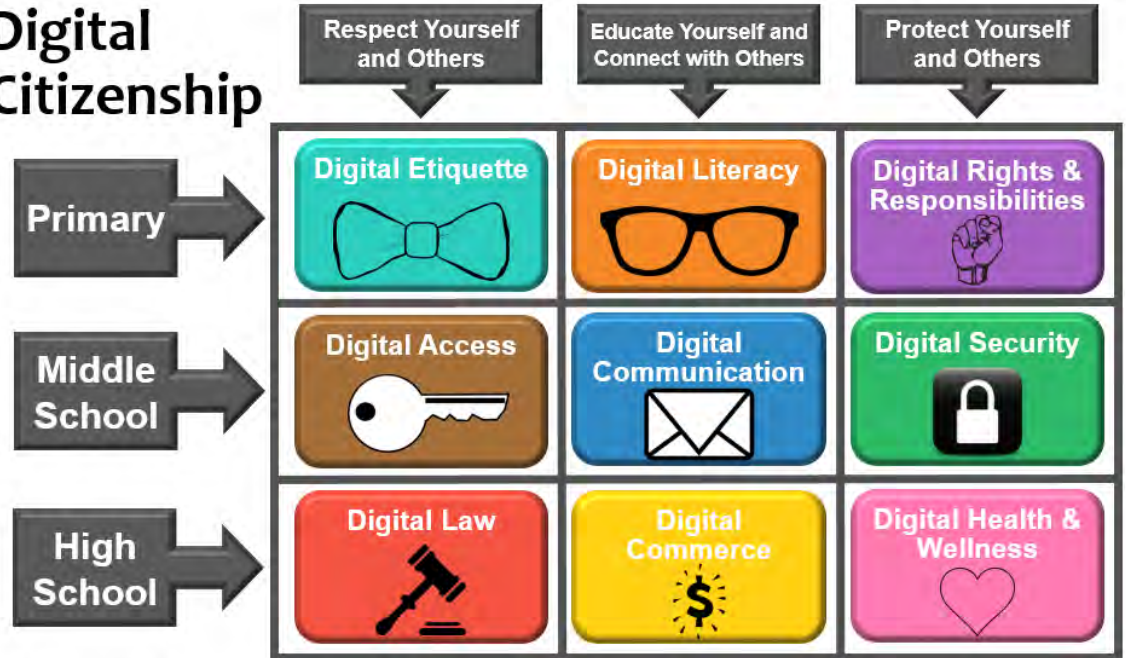 Digital
Citizenship
Respect Yourself
and Others
Educate Yourself and
Connect with Others
Protect Yourself
and Others
Primary
Digital Etiquette
Digital Literacy
Digital Rights &
Responsibilities
Middle
School
Digital Access
Digital
Communication
Digital Security
High
School
Digital Law
Digital
Commerce
$
Digital Health &
Wellness